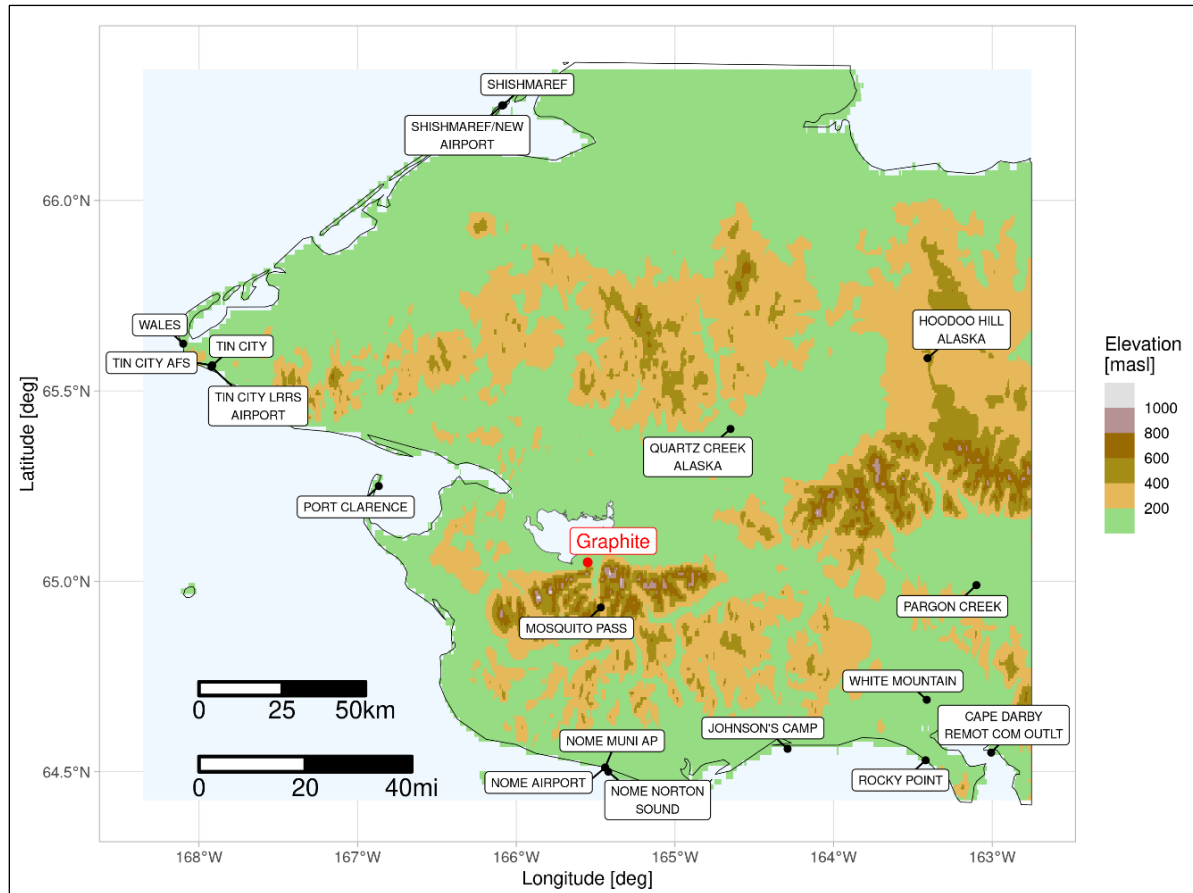 SHISHMAREF
SHISHMAREF/NEW
AIRPORT
66.0°N
WALES
TIN CITY
TIN CITY AFS
TIN CITY LRRS
AIRPORT
HOODOO HILL
ALASKA
Elevation
[masl]
1000
800
600
400
200
65.5°N
Latitude [deg]
QUARTZ CREEK
ALASKA
PORT CLARENCE
Graphite
65.0°N
PARGON CREEK
MOSQUITO PASS
WHITE MOUNTAIN
0 25 50km
CAPE DARBY
REMOT COM OUTLT
JOHNSON'S CAMP
NOME MUNI AP
64.5°N
0 20 40mi
NOME AIRPORT
ROCKY POINT
NOME NORTON
SOUND
168°W 167°W 166°W 165°W 164°W 163°W
Longitude [deg]